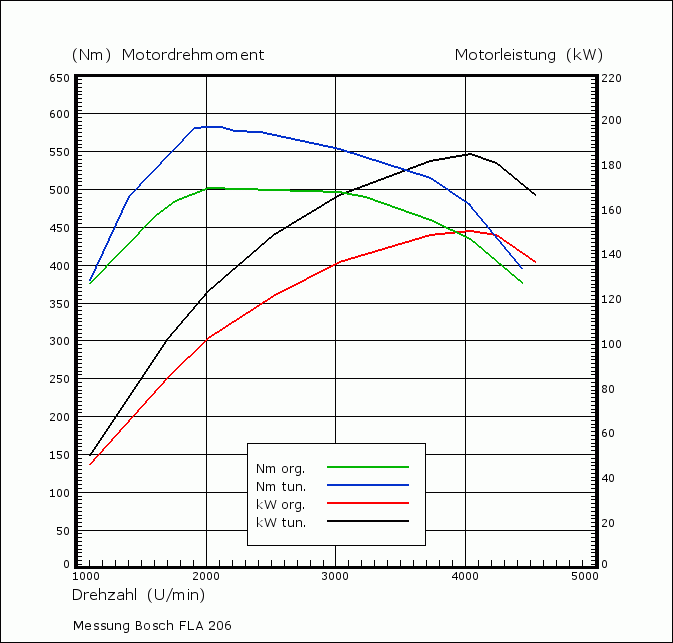 (Nm) Motordrehmoment Motorleistung (kW)
650 220
600 200
550 180
500 160
450 140
400 120
350 100
300 80
250 60
200 40
150 20
100 0
50
0
Nm org.
Nm tun.
kW org.
kW tun.
1000 2000 3000 4000 5000
Drehzahl (U/min)
Messung Bosch FLA 206